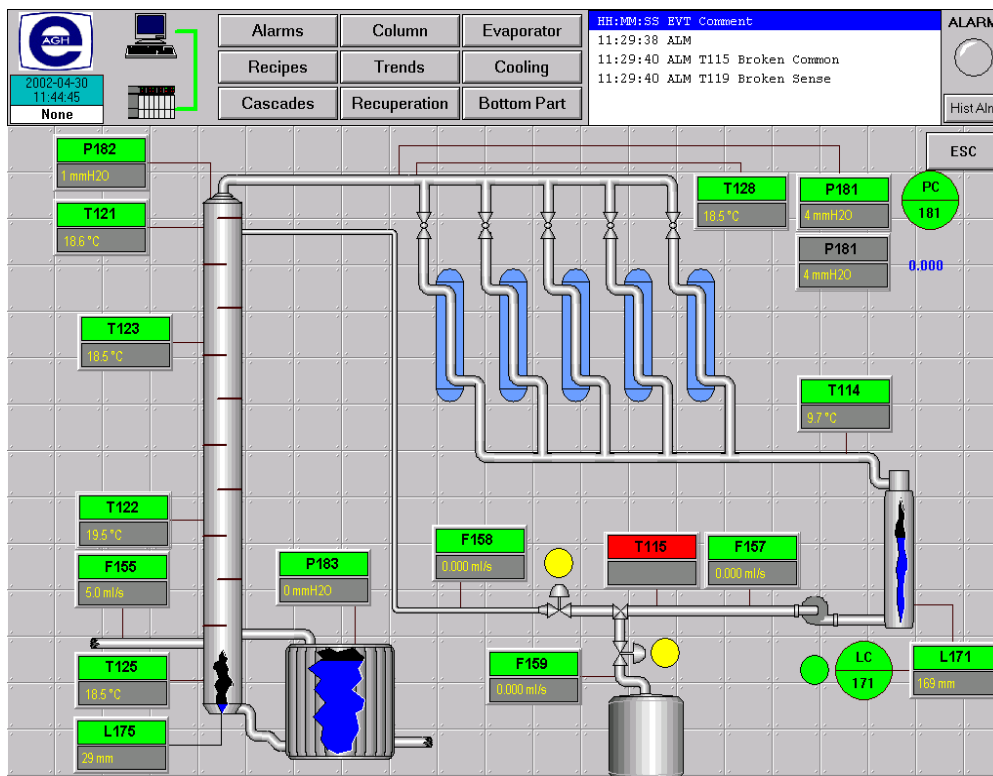 AGH
2002-04-30
11:44:45
None
Alarms
Column
Evaporator
Recipes
Trends
Cooling
Cascades
Recuperation
Bottom Part
HH:MM:SS EVT Comment
11:29:38 ALM
11:29:40 ALM T115 Broken Common
11:29:40 ALM T119 Broken Sense
ALARM
Hist Alr
ESC
P182
1 mmH2O
T121
18.6 °C
T128
18.5 °C
P181
4 mmH2O
PC
181
P181
4 mmH2O
0.000
T123
18.5 °C
T114
9.7 °C
T122
19.5 °C
F155
5.0 ml/s
P183
0 mmH2O
F158
0.000 ml/s
T115
F157
0.000 ml/s
T125
18.5 °C
F159
0.000 ml/s
LC
171
L171
169 mm
L175
29 mm